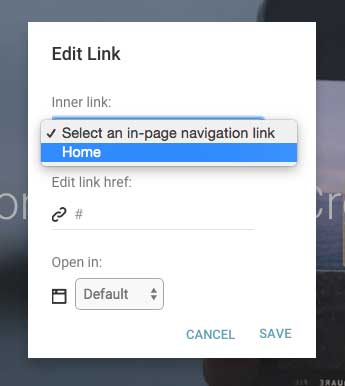 Edit Link
Inner link:
✓ Select an in-page navigation link
Home
Edit link href:
#
Open in:
Default
CANCEL
SAVE